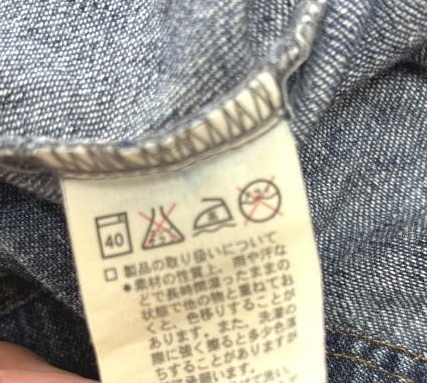 40
□ 製品の取り扱いについて
●素材の性質上、雨や汗な
どで長時間湿ったままの
状態で他の物と重ねてお
くと、色移りすることが
あります。また、洗濯の
際に強く擦ると多少色落
ちすることがありますが